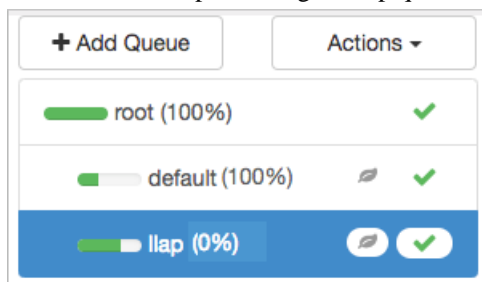 + Add Queue
Actions
root (100%)
default (100%)
llap (0%)